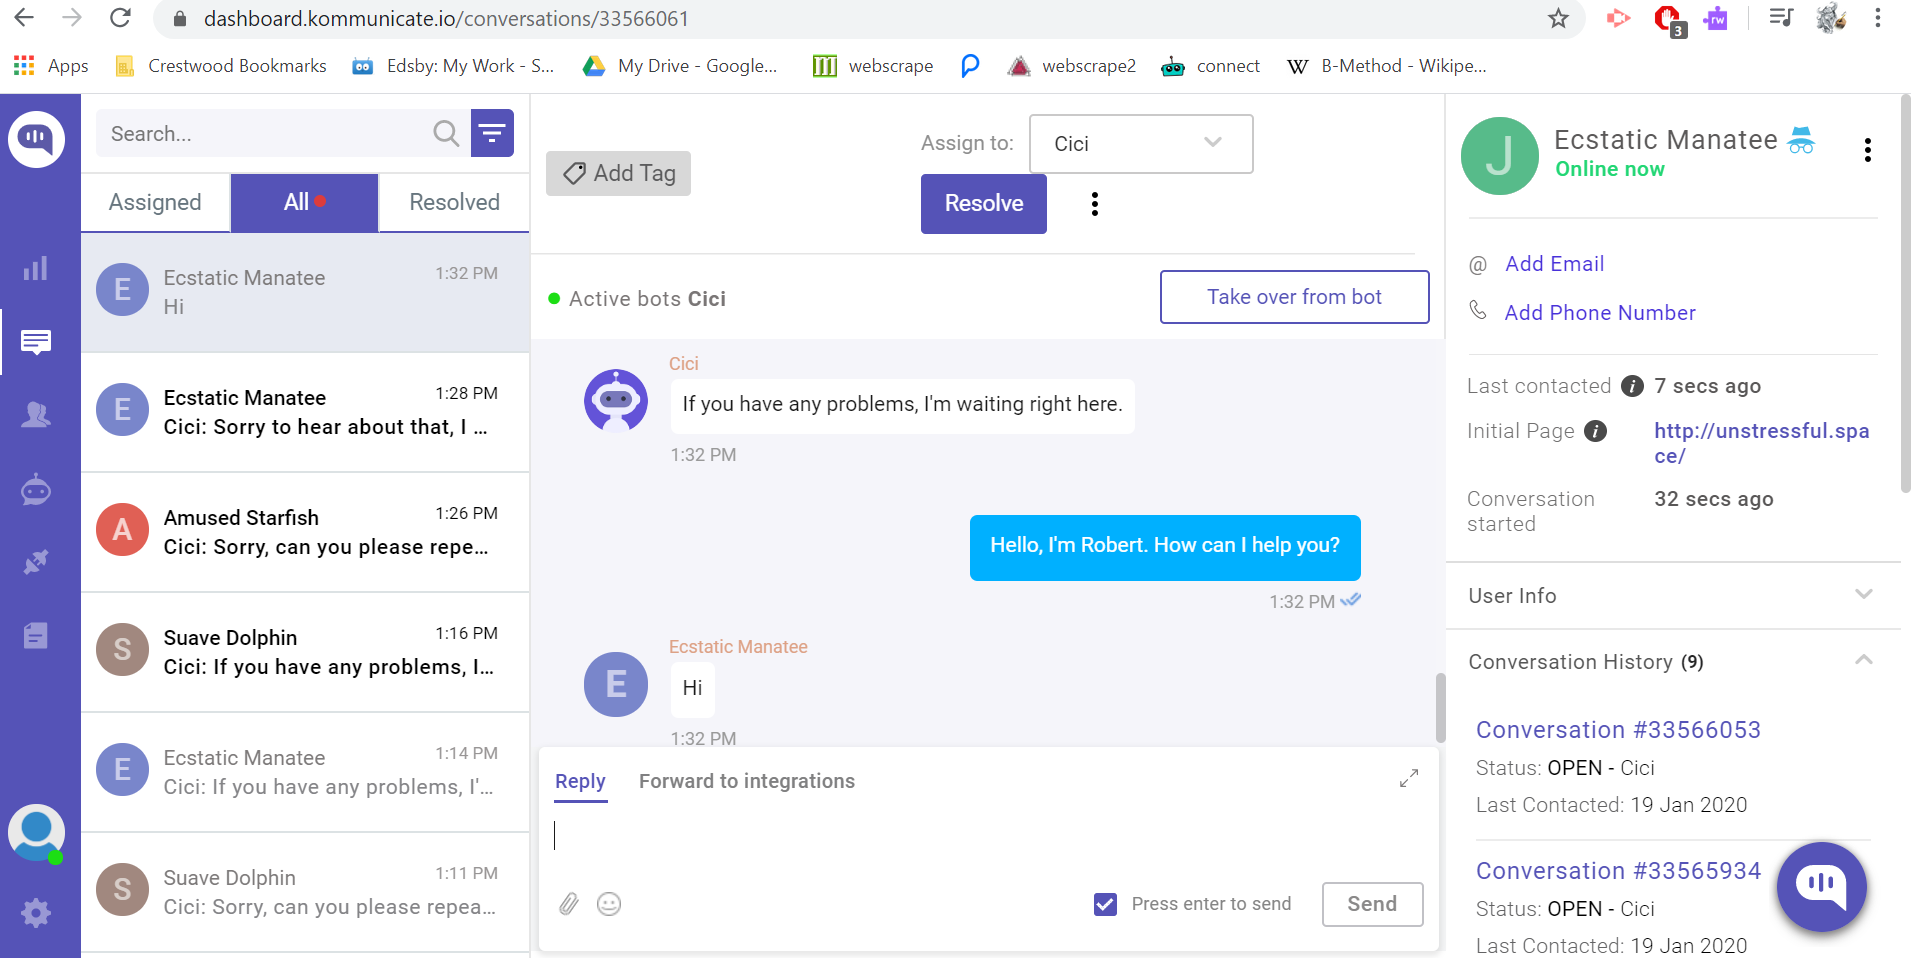 dashboard.kommunicate.io/conversations/33566061
3
rw
Apps
Crestwood Bookmarks
Edsby: My Work - S...
My Drive - Google...
webscrape
webscrape2
connect
W B-Method - Wikipe...
Search...
Assigned
All
Resolved
E
Ecstatic Manatee
1:32 PM
Hi
E
Ecstatic Manatee
1:28 PM
Cici: Sorry to hear about that, I ...
A
Amused Starfish
1:26 PM
Cici: Sorry, can you please repe...
S
Suave Dolphin
1:16 PM
Cici: If you have any problems, I...
E
Ecstatic Manatee
1:14 PM
Cici: If you have any problems, I'...
S
Suave Dolphin
1:11 PM
Cici: Sorry, can you please repea...
Add Tag
Assign to:
Cici
Resolve
Active bots Cici
Take over from bot
Cici
If you have any problems, I'm waiting right here.
1:32 PM
Hello, I'm Robert. How can I help you?
1:32 PM
Ecstatic Manatee
E
Hi
1:32 PM
Reply
Forward to integrations
Press enter to send
Send
J
Ecstatic Manatee
Online now
@ Add Email
Add Phone Number
Last contacted i 7 secs ago
Initial Page i http://unstressful.spa
ce/
Conversation
started
32 secs ago
User Info
Conversation History (9)
Conversation #33566053
Status: OPEN - Cici
Last Contacted: 19 Jan 2020
Conversation #33565934
Status: OPEN - Cici
Last Contacted: 19 Jan 2020